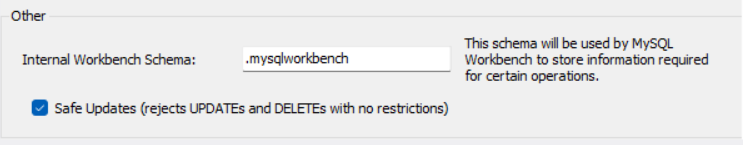 Other
Internal Workbench Schema:
.mysqlworkbench
This schema will be used by MySQL
Workbench to store information required
for certain operations.
Safe Updates (rejects UPDATEs and DELETEs with no restrictions)